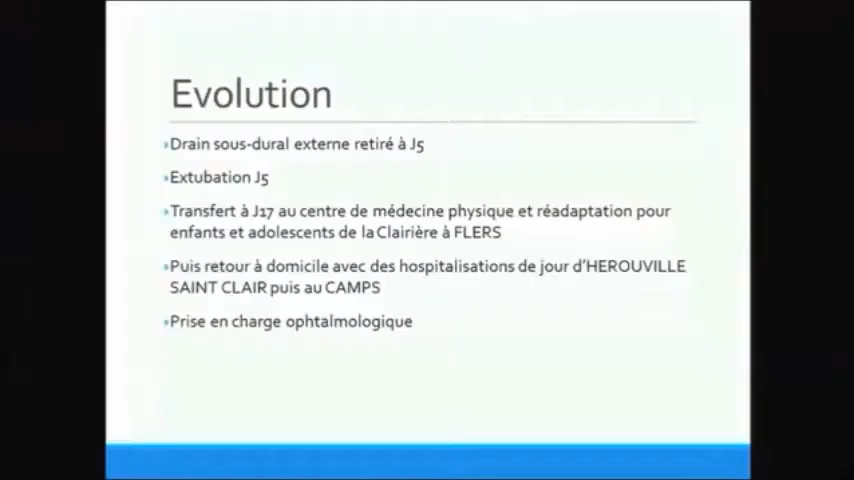 Evolution
Drain sous-dural externe retiré à J5
Extubation J5
Transfert à J17 au centre de médecine physique et réadaptation pour
enfants et adolescents de la Clairière à FLERS
Puis retour à domicile avec des hospitalisations de jour d’HEROUVILLE
SAINT CLAIR puis au CAMPS
Prise en charge ophtalmologique